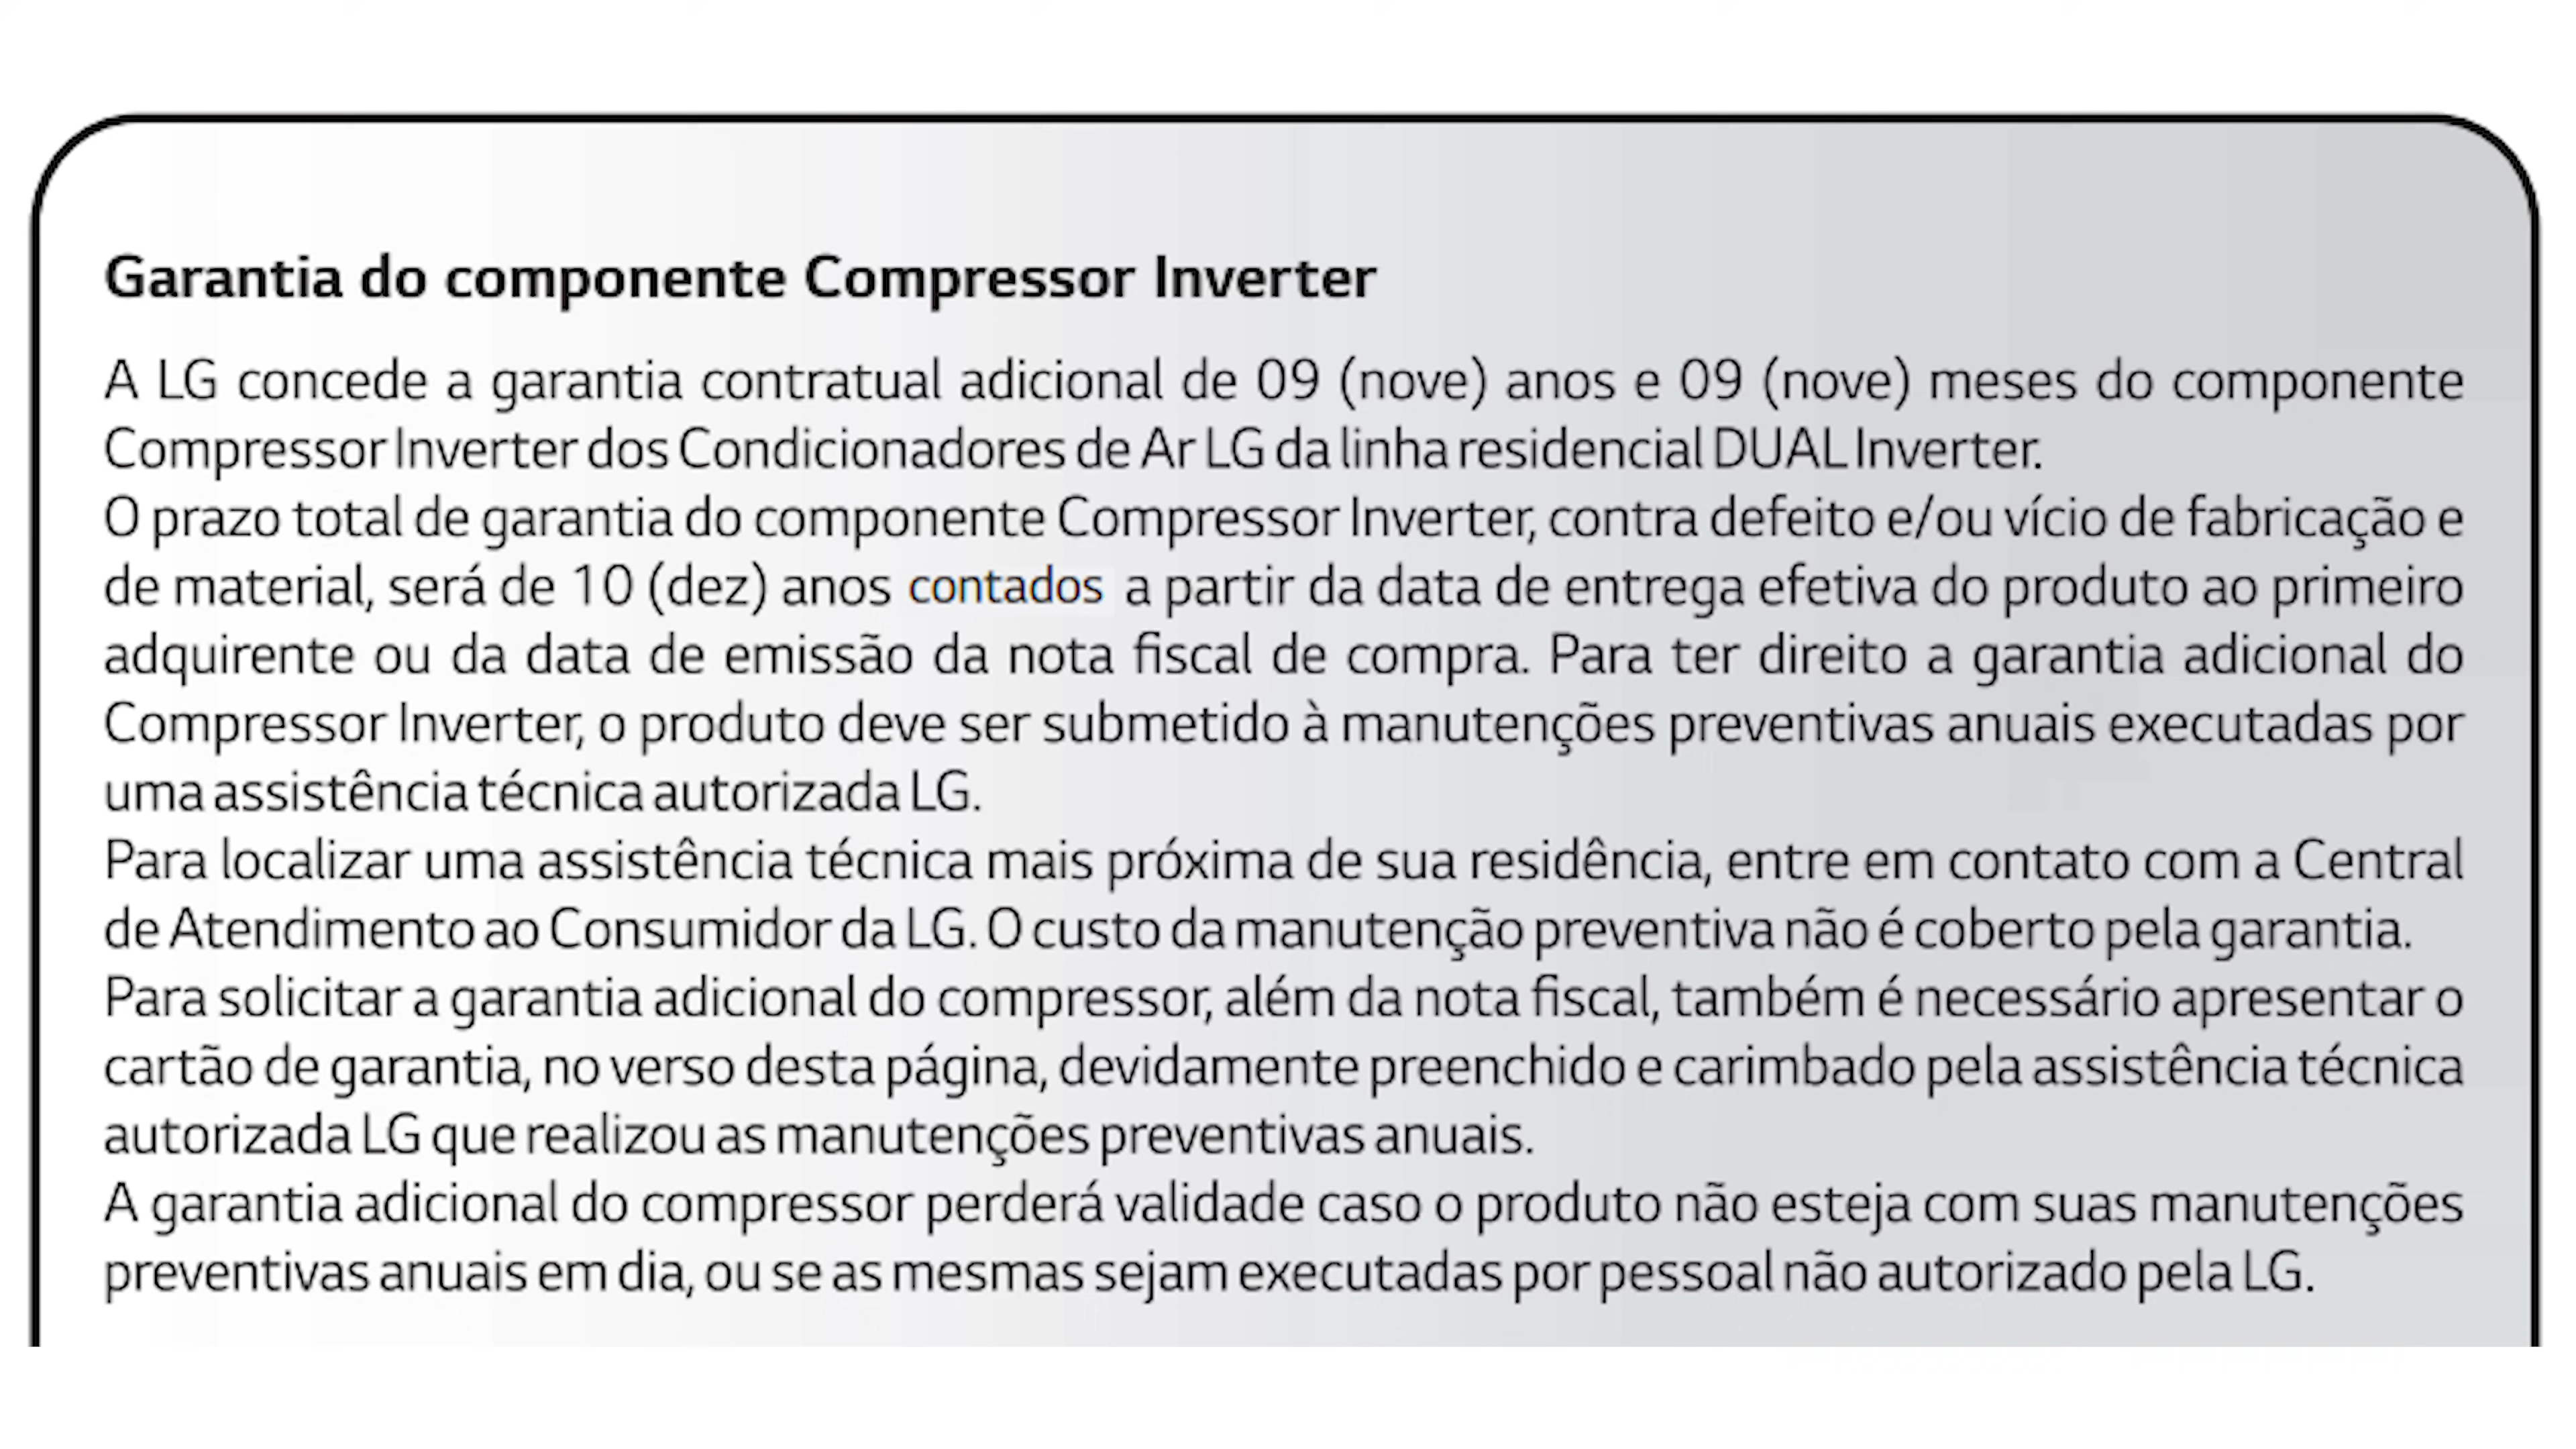 Garantia do componente Compressor Inverter
A LG concede a garantia contratual adicional de 09 (nove) anos e 09 (nove) meses do componente
Compressor Inverter dos Condicionadores de Ar LG da linha residencial DUAL Inverter.
O prazo total de garantia do componente Compressor Inverter, contra defeito e/ou vício de fabricação e
de material, será de 10 (dez) anos contados a partir da data de entrega efetiva do produto ao primeiro
adquirente ou da data de emissão da nota fiscal de compra. Para ter direito a garantia adicional do
Compressor Inverter, o produto deve ser submetido à manutenções preventivas anuais executadas por
uma assistência técnica autorizada LG.
Para localizar uma assistência técnica mais próxima de sua residência, entre em contato com a Central
de Atendimento ao Consumidor da LG. O custo da manutenção preventiva não é coberto pela garantia.
Para solicitar a garantia adicional do compressor, além da nota fiscal, também é necessário apresentar o
cartão de garantia, no verso desta página, devidamente preenchido e carimbado pela assistência técnica
autorizada LG que realizou as manutenções preventivas anuais.
A garantia adicional do compressor perderá validade caso o produto não esteja com suas manutenções
preventivas anuais em dia, ou se as mesmas sejam executadas por pessoal não autorizado pela LG.